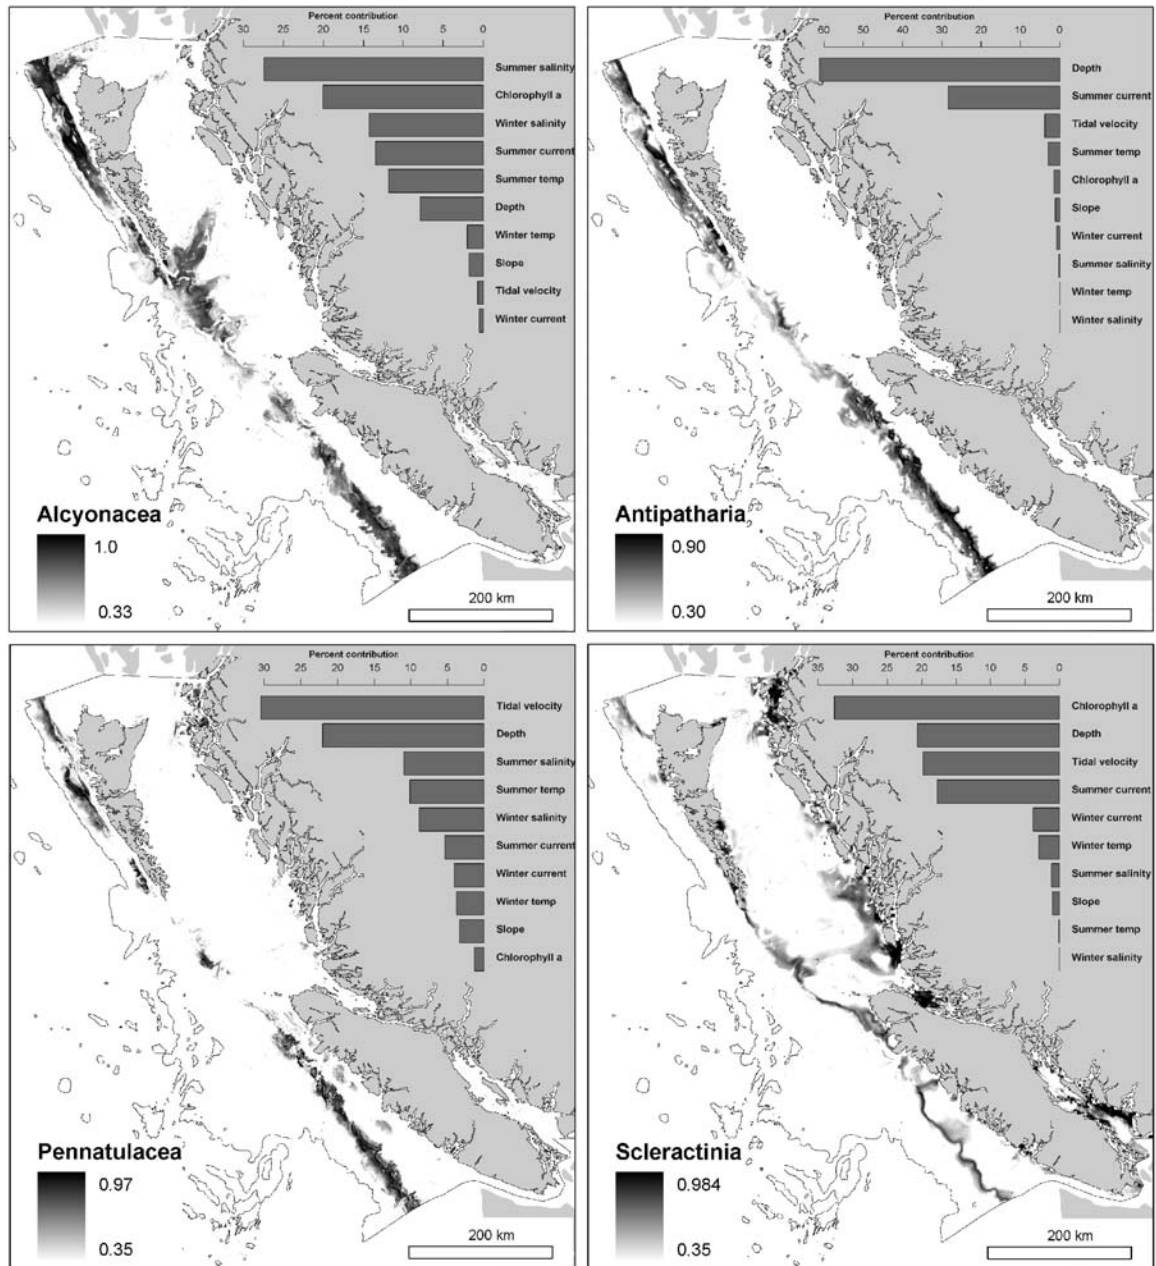 Percent contribution
30 25 20 15 10 5 0
Summer salinity
Chlorophyll a
Winter salinity
Summer current
Summer temp
Depth
Winter temp
Slope
Tidal velocity
Winter current
Alcyonacea
1.0
0.33
200 km
Percent contribution
60 50 40 30 20 10 0
Depth
Summer current
Tidal velocity
Summer temp
Chlorophyll a
Slope
Winter current
Summer salinity
Winter temp
Winter salinity
Antipatharia
0.90
0.30
200 km
Percent contribution
30 25 20 15 10 5 0
Tidal velocity
Depth
Summer salinity
Summer temp
Winter salinity
Summer current
Winter current
Winter temp
Slope
Chlorophyll a
Pennatulacea
0.97
0.35
200 km
Percent contribution
35 30 25 20 15 10 5 0
Chlorophyll a
Depth
Tidal velocity
Summer current
Winter current
Winter temp
Summer salinity
Slope
Summer temp
Winter salinity
Scleractinia
0.984
0.35
200 km